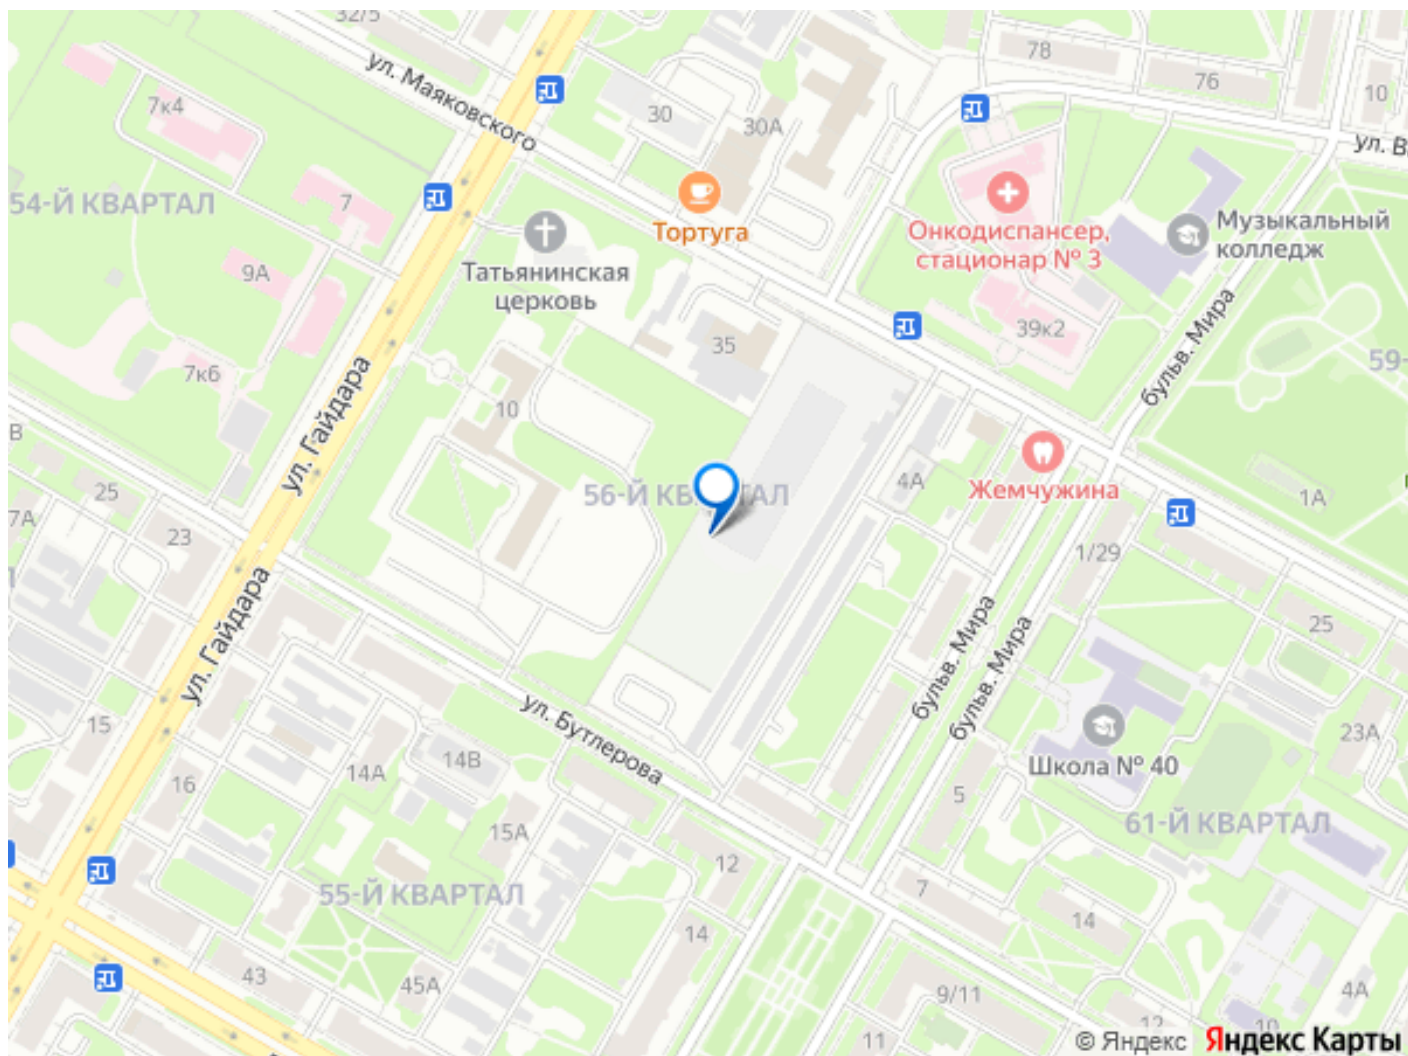 32/5
ул. Маяковского
78
76
10
7к4
30
30А
ул. В
54-Й КВАРТАЛ
7
Тортуга
Онкодиспансер,
стационар № 3
Музыкальный
колледж
9А
Татьянинская
церковь
39к2
бульв. Мира
59-
35
7к6
10
ул. Гайдара
В
25
7А
23
56-Й КВАРТАЛ
4А
Жемчужина
1А
1/29
ул. Гайдара
25
бульв. Мира
бульв. Мира
15
ул. Бутлерова
23А
14В
14А
16
Школа № 40
5
61-Й КВАРТАЛ
15А
12
55-Й КВАРТАЛ
7
14
14
43
45А
9/11
4А
11
12
10
© Яндекс Яндекс Карты